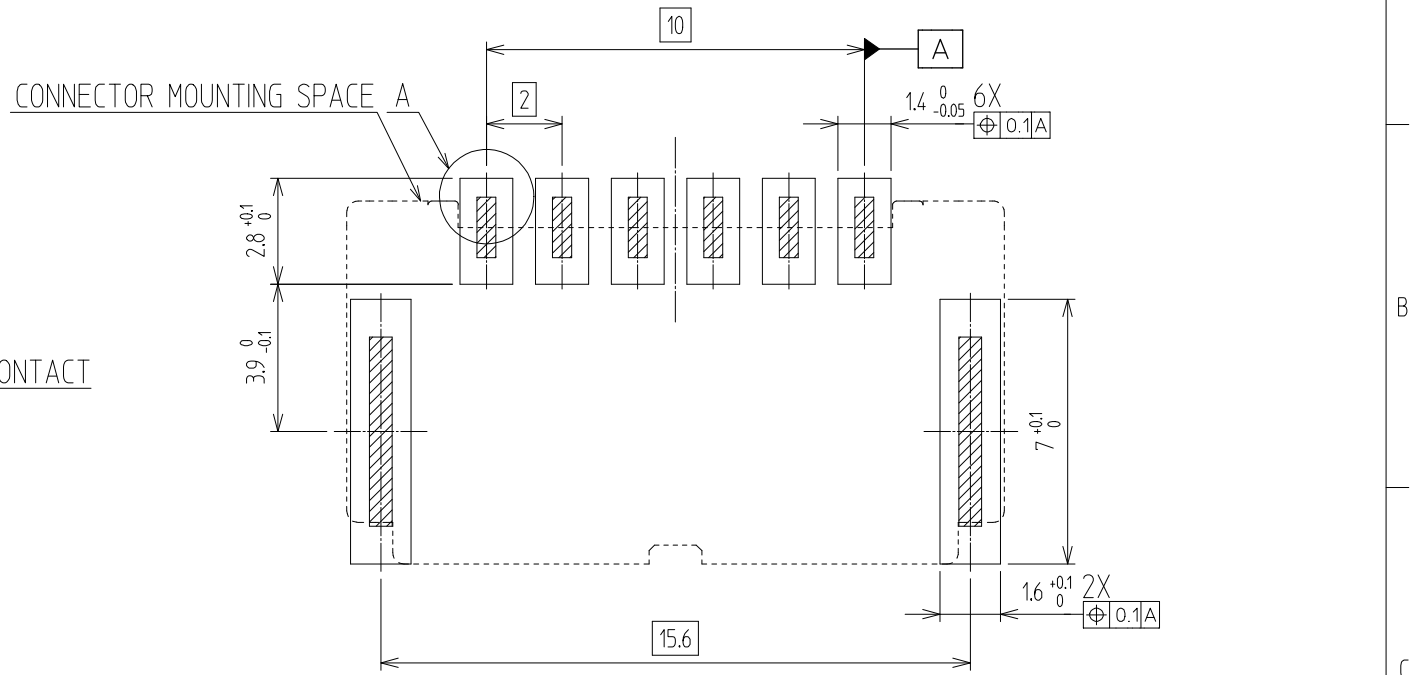 10
A
CONNECTOR MOUNTING SPACE
A
2
1.4 0 -0.05 6X
⌖ 0.1 A
2.8 +0.1 0
3.9 0 -0.1
B
ONTACT
7 +0.1 0
1.6 +0.1 0 2X
⌖ 0.1 A
15.6